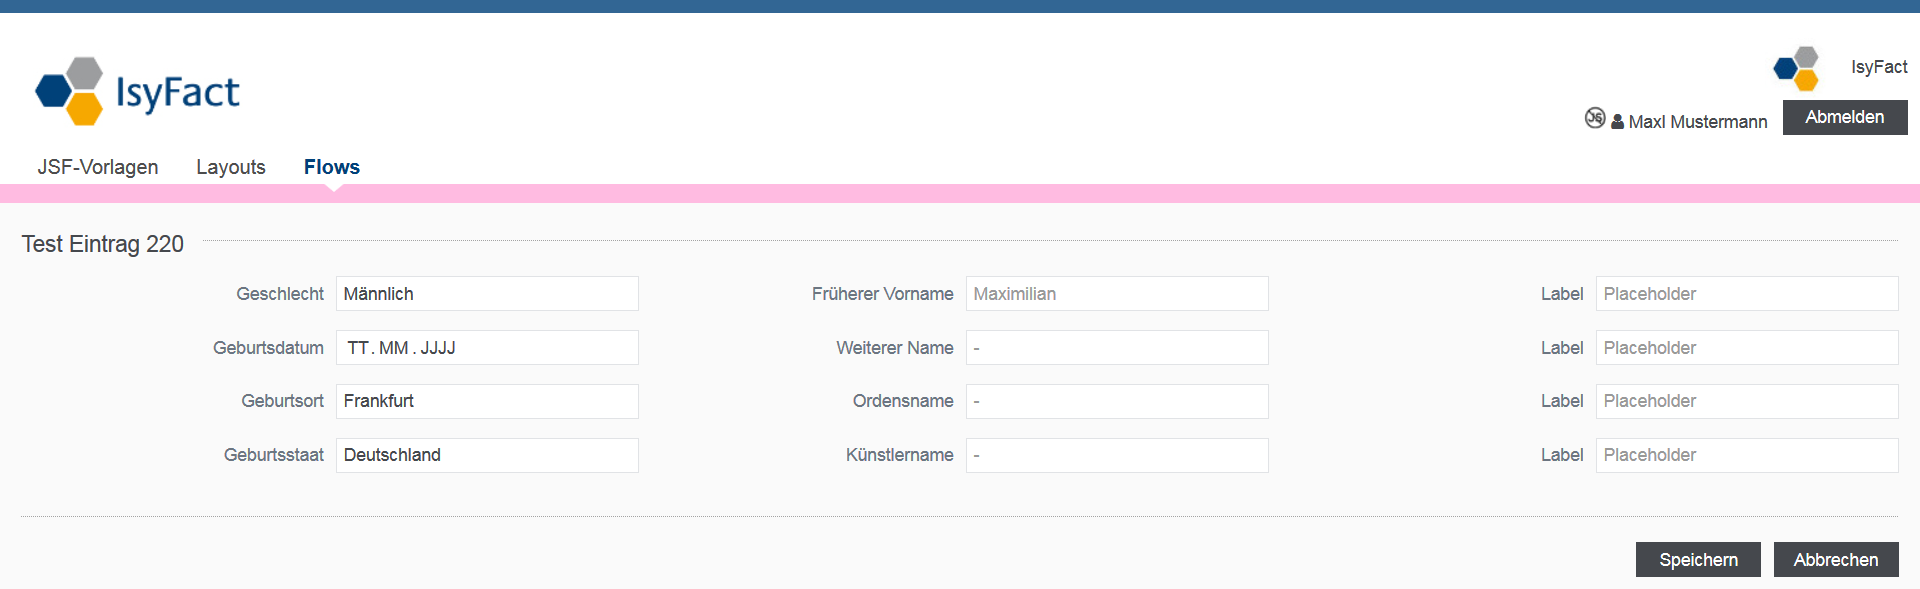 IsyFact
IsyFact
JS Maxl Mustermann Abmelden
JSF-Vorlagen Layouts Flows
Test Eintrag 220
Geschlecht Männlich Früherer Vorname Maximilian Label Placeholder
Geburtsdatum TT . MM . JJJJ Weiterer Name - Label Placeholder
Geburtsort Frankfurt Ordensname - Label Placeholder
Geburtsstaat Deutschland Künstlername - Label Placeholder
Speichern Abbrechen